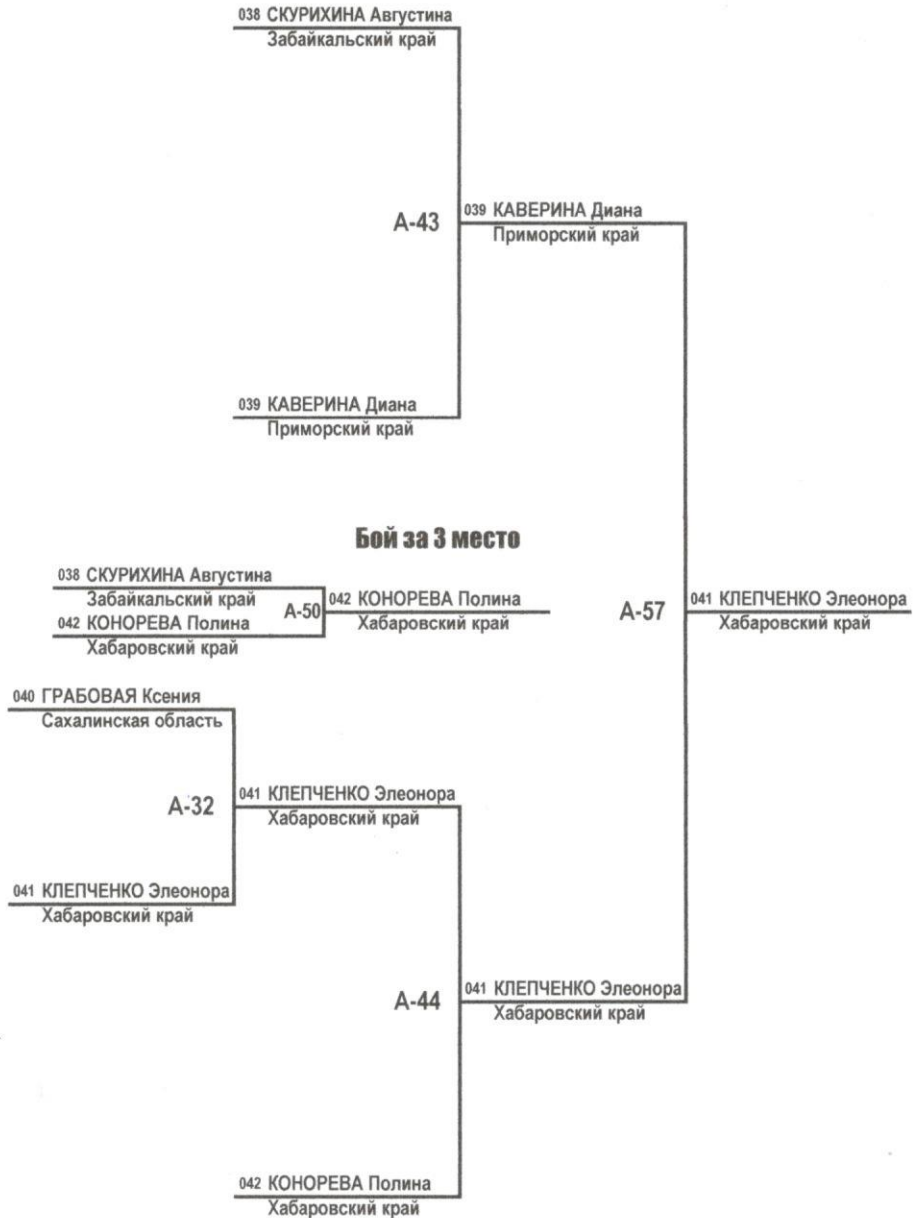 038 СКУРИХИНА Августина
Забайкальский край
А-43
039 КАВЕРИНА Диана
Приморский край
039 КАВЕРИНА Диана
Приморский край
Бой за 3 место
038 СКУРИХИНА Августина
Забайкальский край
042 КОНОРЕВА Полина
Хабаровский край
А-50
042 КОНОРЕВА Полина
Хабаровский край
А-57
041 КЛЕПЧЕНКО Элеонора
Хабаровский край
040 ГРАБОВАЯ Ксения
Сахалинская область
А-32
041 КЛЕПЧЕНКО Элеонора
Хабаровский край
041 КЛЕПЧЕНКО Элеонора
Хабаровский край
А-44
041 КЛЕПЧЕНКО Элеонора
Хабаровский край
042 КОНОРЕВА Полина
Хабаровский край